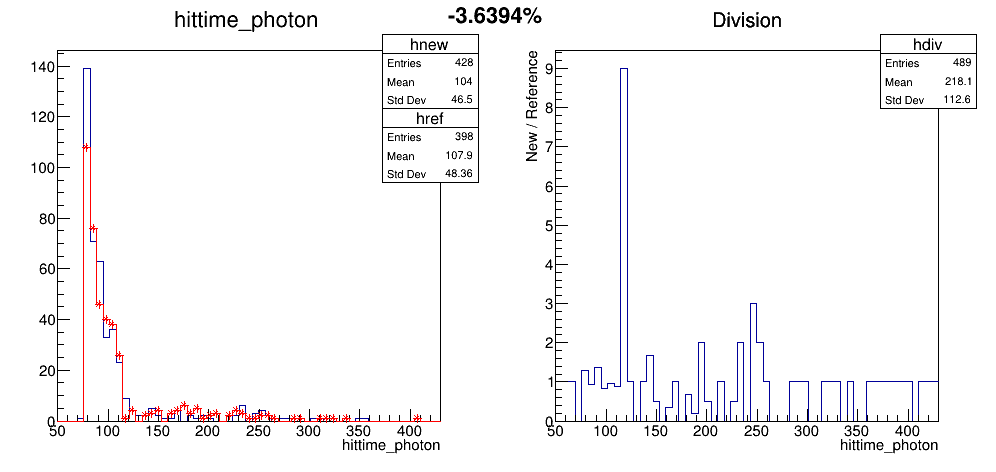 -3.6394%
hittime_photon
hnew
Entries 428
Mean 104
Std Dev 46.5
href
Entries 398
Mean 107.9
Std Dev 48.36
140
120
100
80
60
40
20
0
50 100 150 200 250 300 350 400
hittime_photon
Division
hdiv
Entries 489
Mean 218.1
Std Dev 112.6
New / Reference
9
8
7
6
5
4
3
2
1
0
50 100 150 200 250 300 350 400
hittime_photon